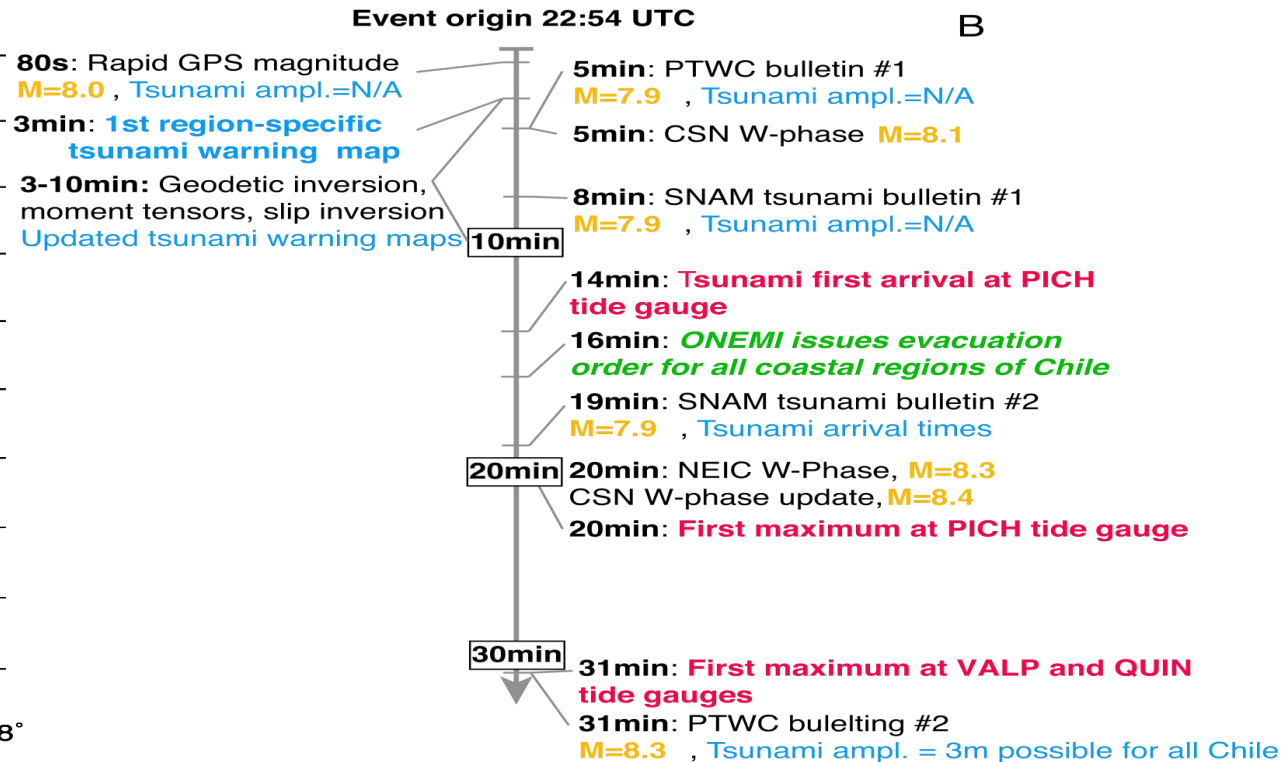 Event origin 22:54 UTC
B
80s: Rapid GPS magnitude
M=8.0 , Tsunami ampl.=N/A
3min: 1st region-specific
tsunami warning map
3-10min: Geodetic inversion,
moment tensors, slip inversion
Updated tsunami warning maps
5min: PTWC bulletin #1
M=7.9 , Tsunami ampl.=N/A
5min: CSN W-phase M=8.1
8min: SNAM tsunami bulletin #1
M=7.9 , Tsunami ampl.=N/A
10min
14min: Tsunami first arrival at PICH
tide gauge
16min: ONEMI issues evacuation
order for all coastal regions of Chile
19min: SNAM tsunami bulletin #2
M=7.9 , Tsunami arrival times
20min
20min: NEIC W-Phase, M=8.3
CSN W-phase update, M=8.4
20min: First maximum at PICH tide gauge
30min
31min: First maximum at VALP and QUIN
tide gauges
31min: PTWC bulelting #2
M=8.3 , Tsunami ampl. = 3m possible for all Chile
8°